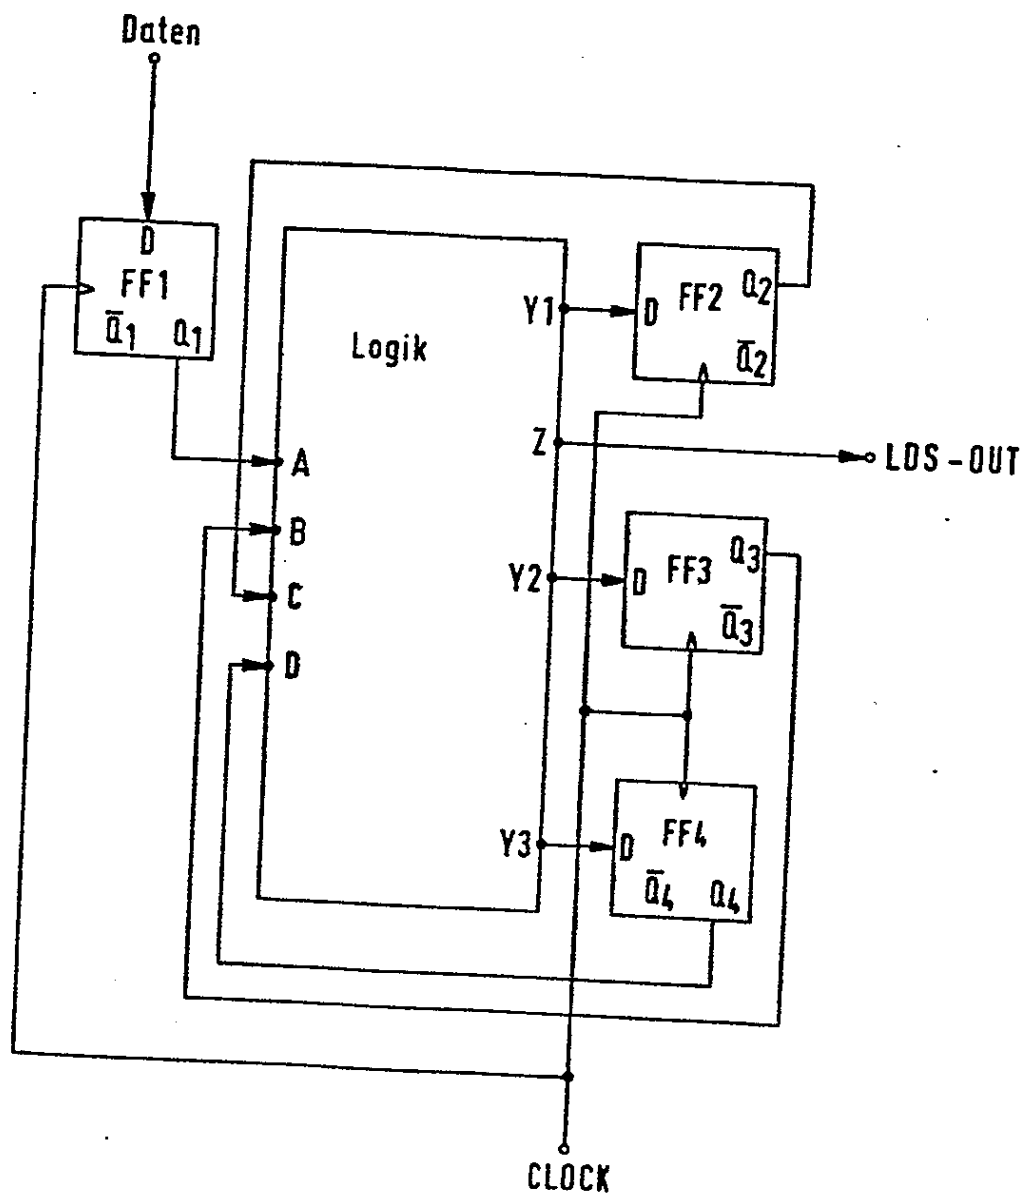 Daten
D
FF1
Q̅1 Q1
Logik
A
B
C
D
Y1
Z
Y2
Y3
D FF2 Q2
Q̅2
LDS-OUT
D FF3 Q3
Q̅3
D FF4
Q̅4 Q4
CLOCK